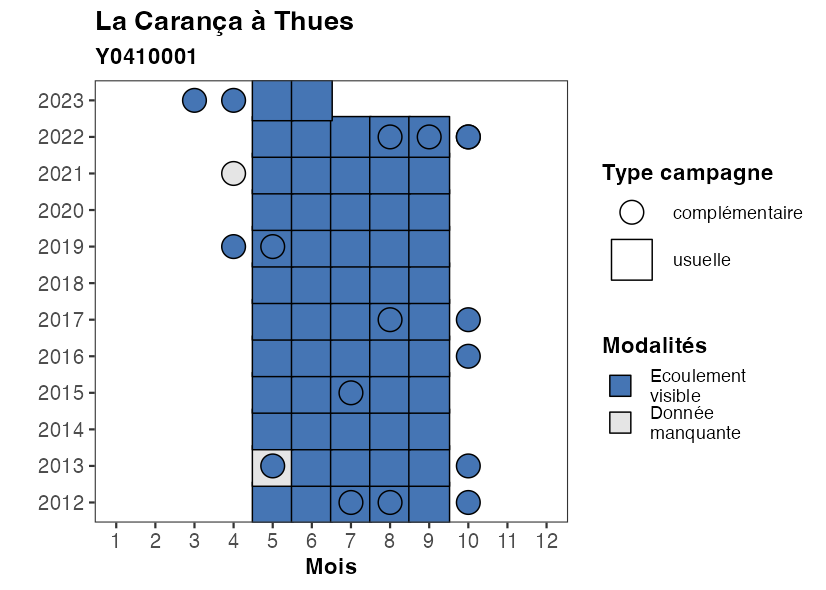 La Carança à Thues
Y0410001
2023
2022
2021
2020
2019
2018
2017
2016
2015
2014
2013
2012
1 2 3 4 5 6 7 8 9 10 11 12
Mois
Type campagne
complémentaire
usuelle
Modalités
Ecoulement
visible
Donnée
manquante